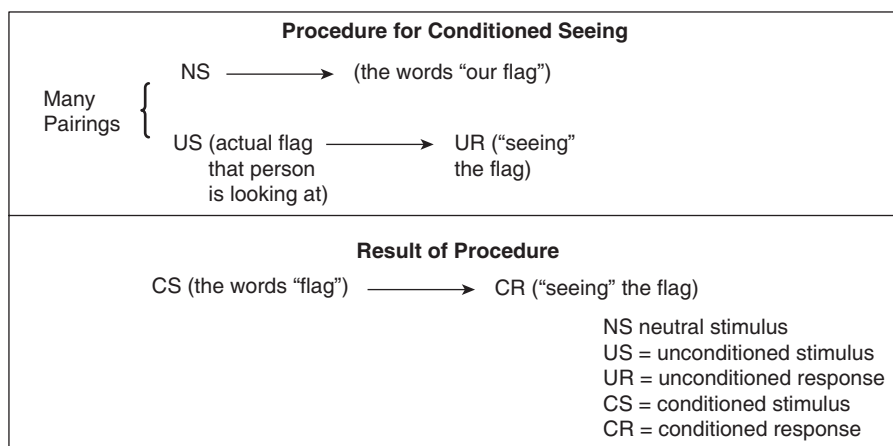 Procedure for Conditioned Seeing
NS (the words “our flag”)
Many
Pairings
US (actual flag
that person
is looking at)
UR (“seeing”
the flag)
Result of Procedure
CS (the words “flag”) CR (“seeing” the flag)
NS neutral stimulus
US = unconditioned stimulus
UR = unconditioned response
CS = conditioned stimulus
CR = conditioned response